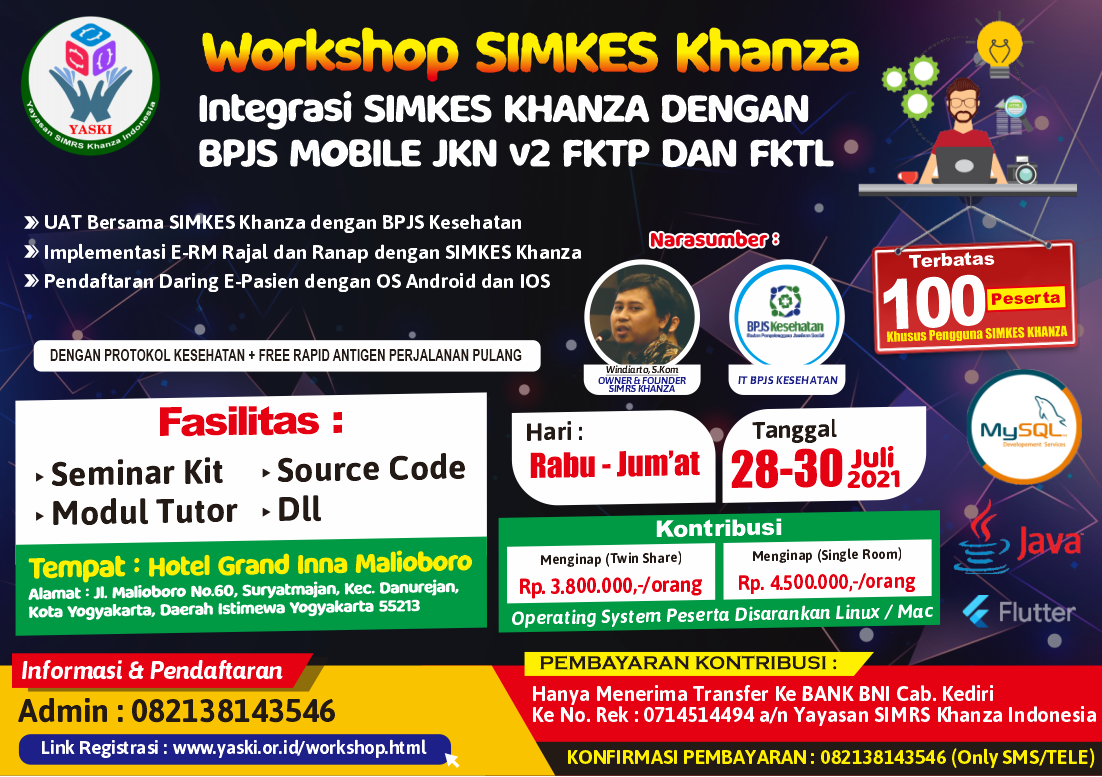 Workshop SIMKES Khanza
Integrasi SIMKES KHANZA DENGAN
BPJS MOBILE JKN v2 FKTP DAN FKTL
YASKI
Yayasan SIMRS Khanza Indonesia
UAT Bersama SIMKES Khanza dengan BPJS Kesehatan
Implementasi E-RM Rajal dan Ranap dengan SIMKES Khanza
Pendaftaran Daring E-Pasien dengan OS Android dan IOS
DENGAN PROTOKOL KESEHATAN + FREE RAPID ANTIGEN PERJALANAN PULANG
Narasumber :
Windiarto, S.Kom
OWNER & FOUNDER
SIMRS KHANZA
BPJS Kesehatan
Badan Penyelenggara Jaminan Sosial
IT BPJS KESEHATAN
Terbatas
100 Peserta
Khusus Pengguna SIMKES KHANZA
Fasilitas :
Seminar Kit
Source Code
Modul Tutor
Dll
Tempat : Hotel Grand Inna Malioboro
Alamat : Jl. Malioboro No.60, Suryatmajan, Kec. Danurejan,
Kota Yogyakarta, Daerah Istimewa Yogyakarta 55213
Hari :
Rabu - Jum'at
Tanggal
28-30 Juli 2021
Kontribusi
Menginap (Twin Share)
Rp. 3.800.000,-/orang
Menginap (Single Room)
Rp. 4.500.000,-/orang
Operating System Peserta Disarankan Linux / Mac
MySQL
Developement Services
Java
Flutter
Informasi & Pendaftaran
Admin : 082138143546
Link Registrasi : www.yaski.or.id/workshop.html
PEMBAYARAN KONTRIBUSI :
Hanya Menerima Transfer Ke BANK BNI Cab. Kediri
Ke No. Rek : 0714514494 a/n Yayasan SIMRS Khanza Indonesia
KONFIRMASI PEMBAYARAN : 082138143546 (Only SMS/TELE)